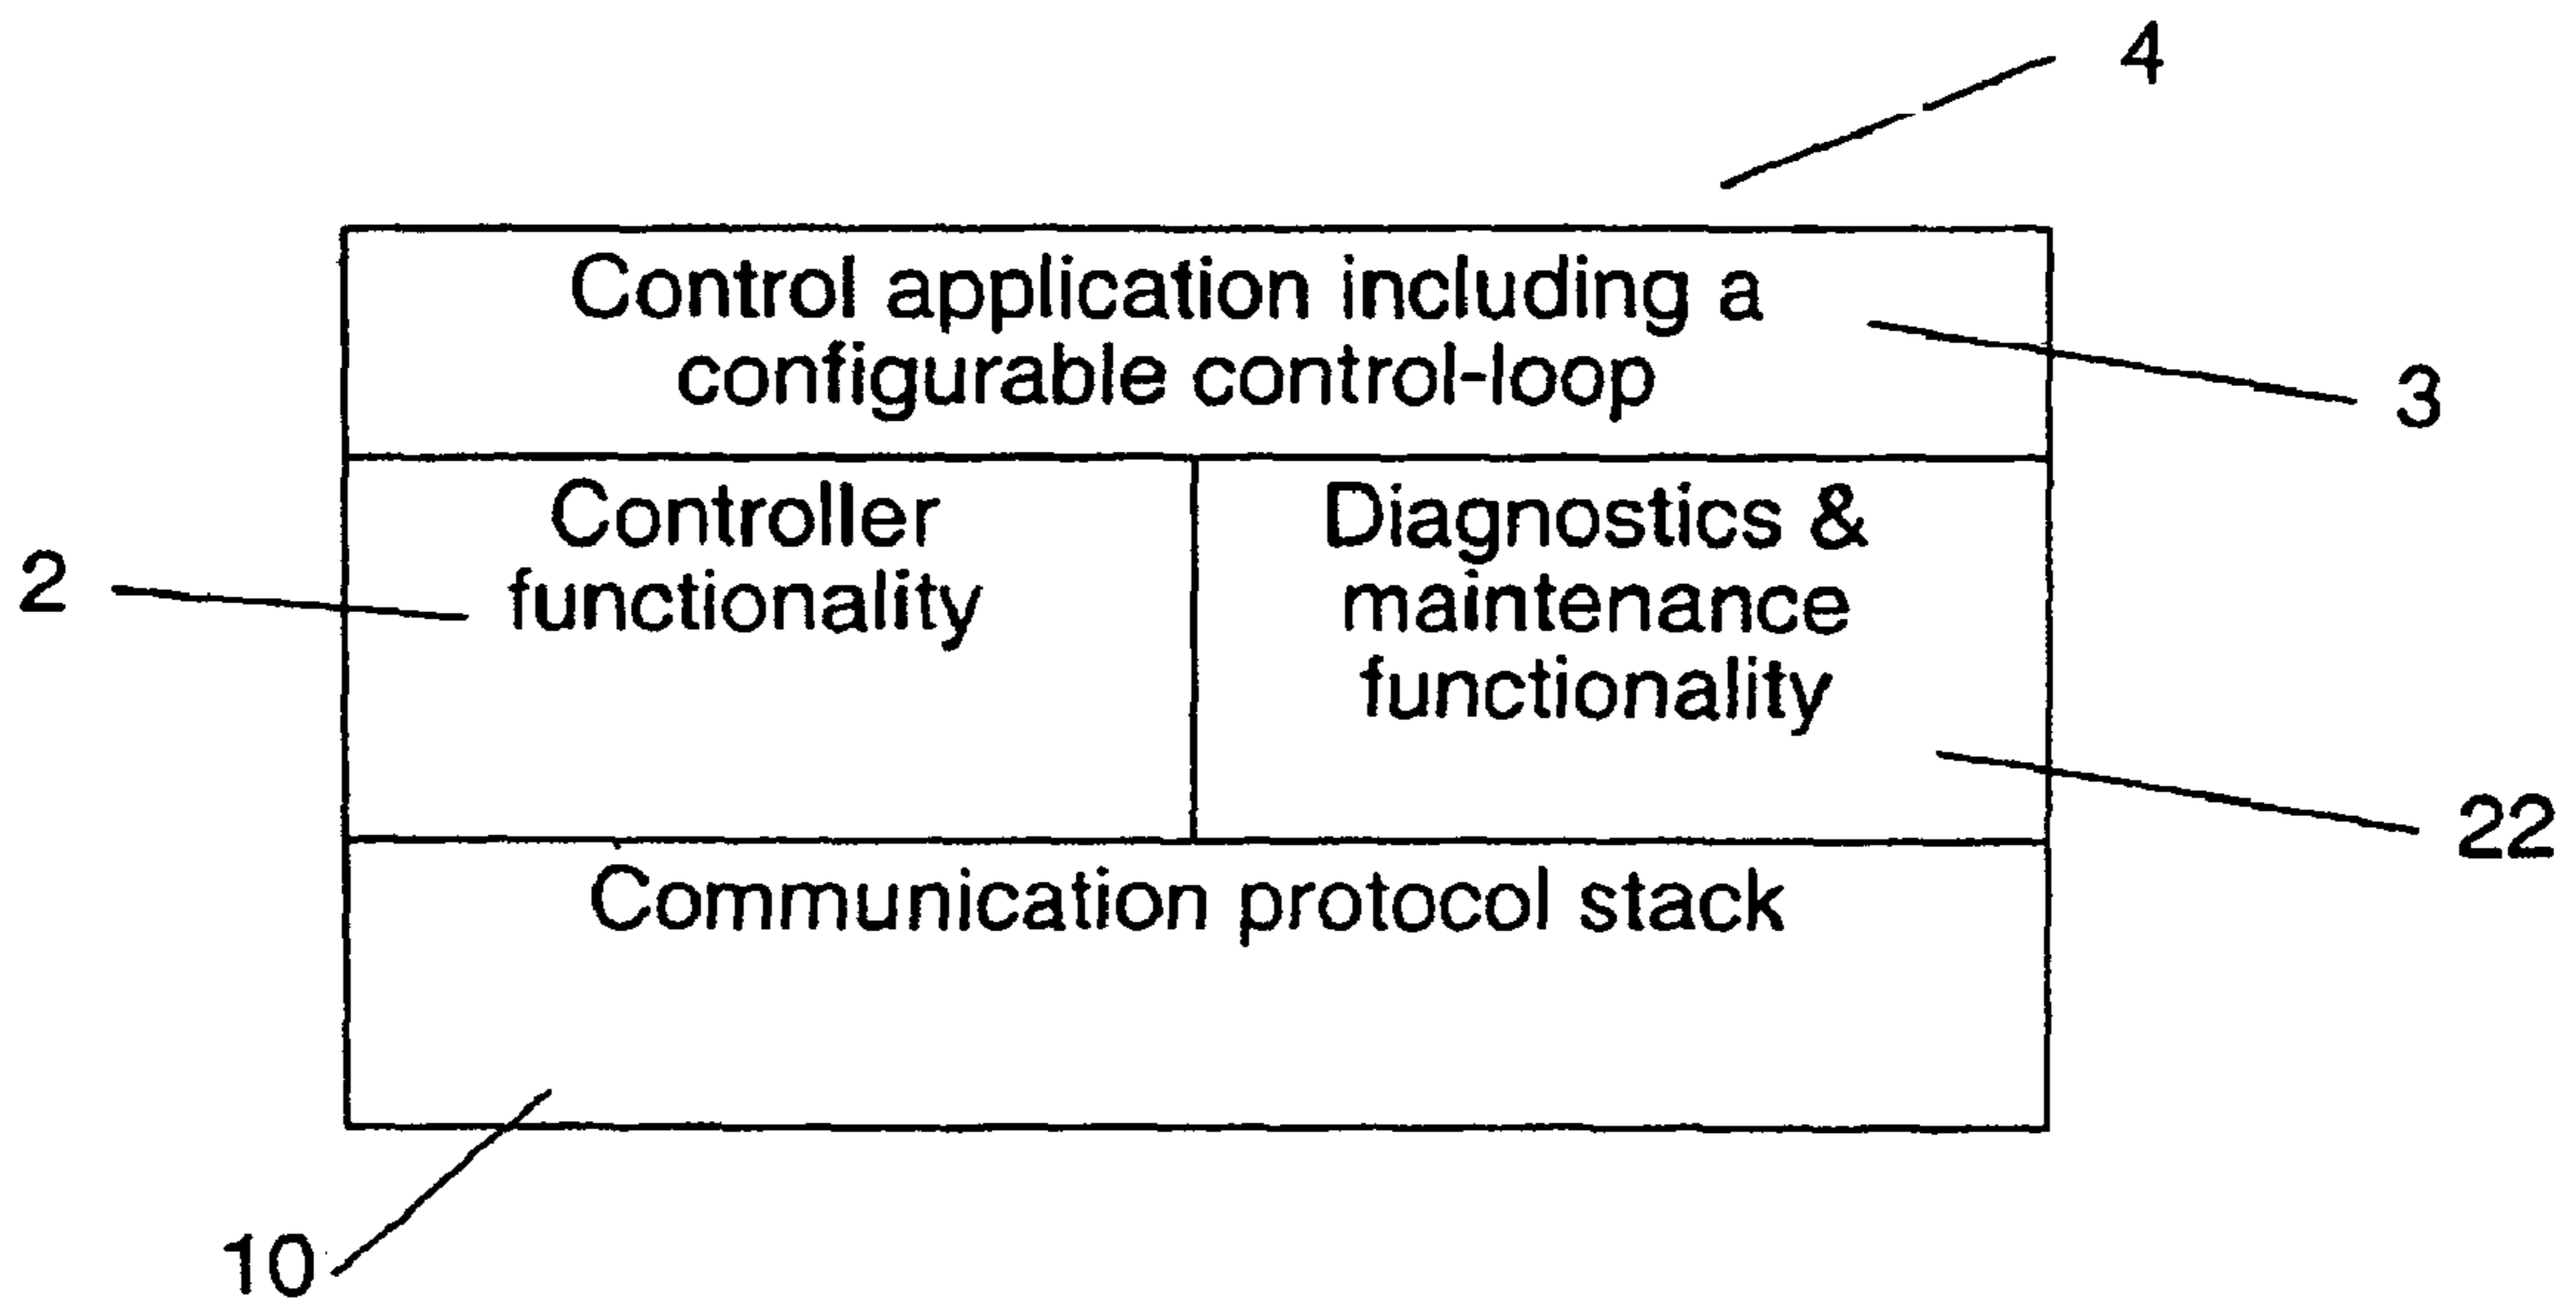 4
Control application including a
configurable control-loop
3
Controller
functionality
2
Diagnostics &
maintenance
functionality
22
Communication protocol stack
10